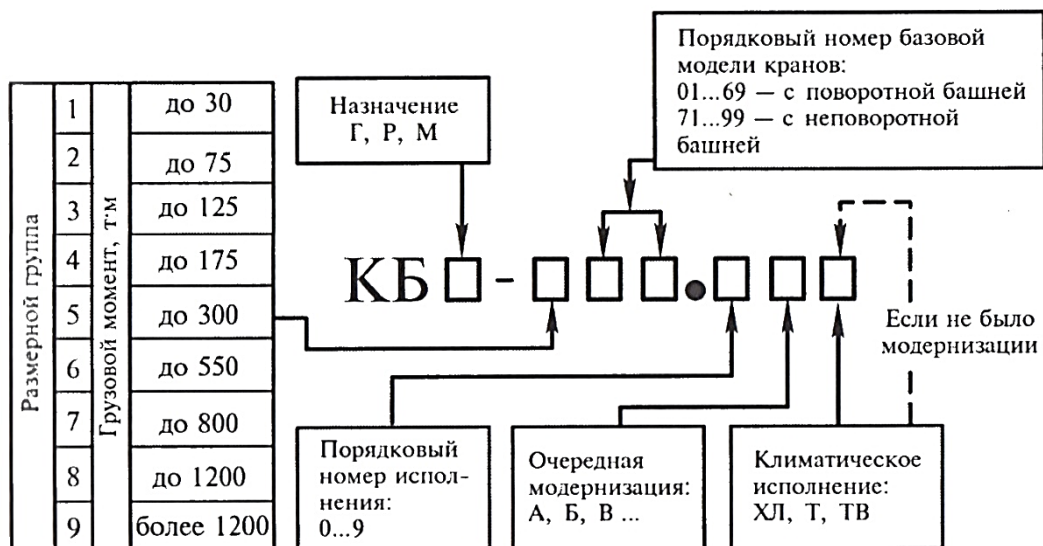 Размерной группа
Грузовой момент, т·м
1 до 30
2 до 75
3 до 125
4 до 175
5 до 300
6 до 550
7 до 800
8 до 1200
9 более 1200
Назначение
Г, Р, М
Порядковый номер базовой
модели кранов:
01...69 — с поворотной башней
71...99 — с неповоротной
башней
КБ - .
Если не было
модернизации
Порядковый
номер испол-
нения:
0...9
Очередная
модернизация:
А, Б, В ...
Климатическое
исполнение:
ХЛ, Т, ТВ